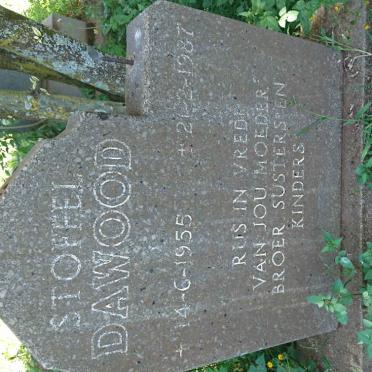 STOFFEL
DAWOOD
+ 14-6-1955 + 21-2-1987
RUS IN VREDE
VAN JOU MOEDER
BROER SUSTERS EN
KINDERS